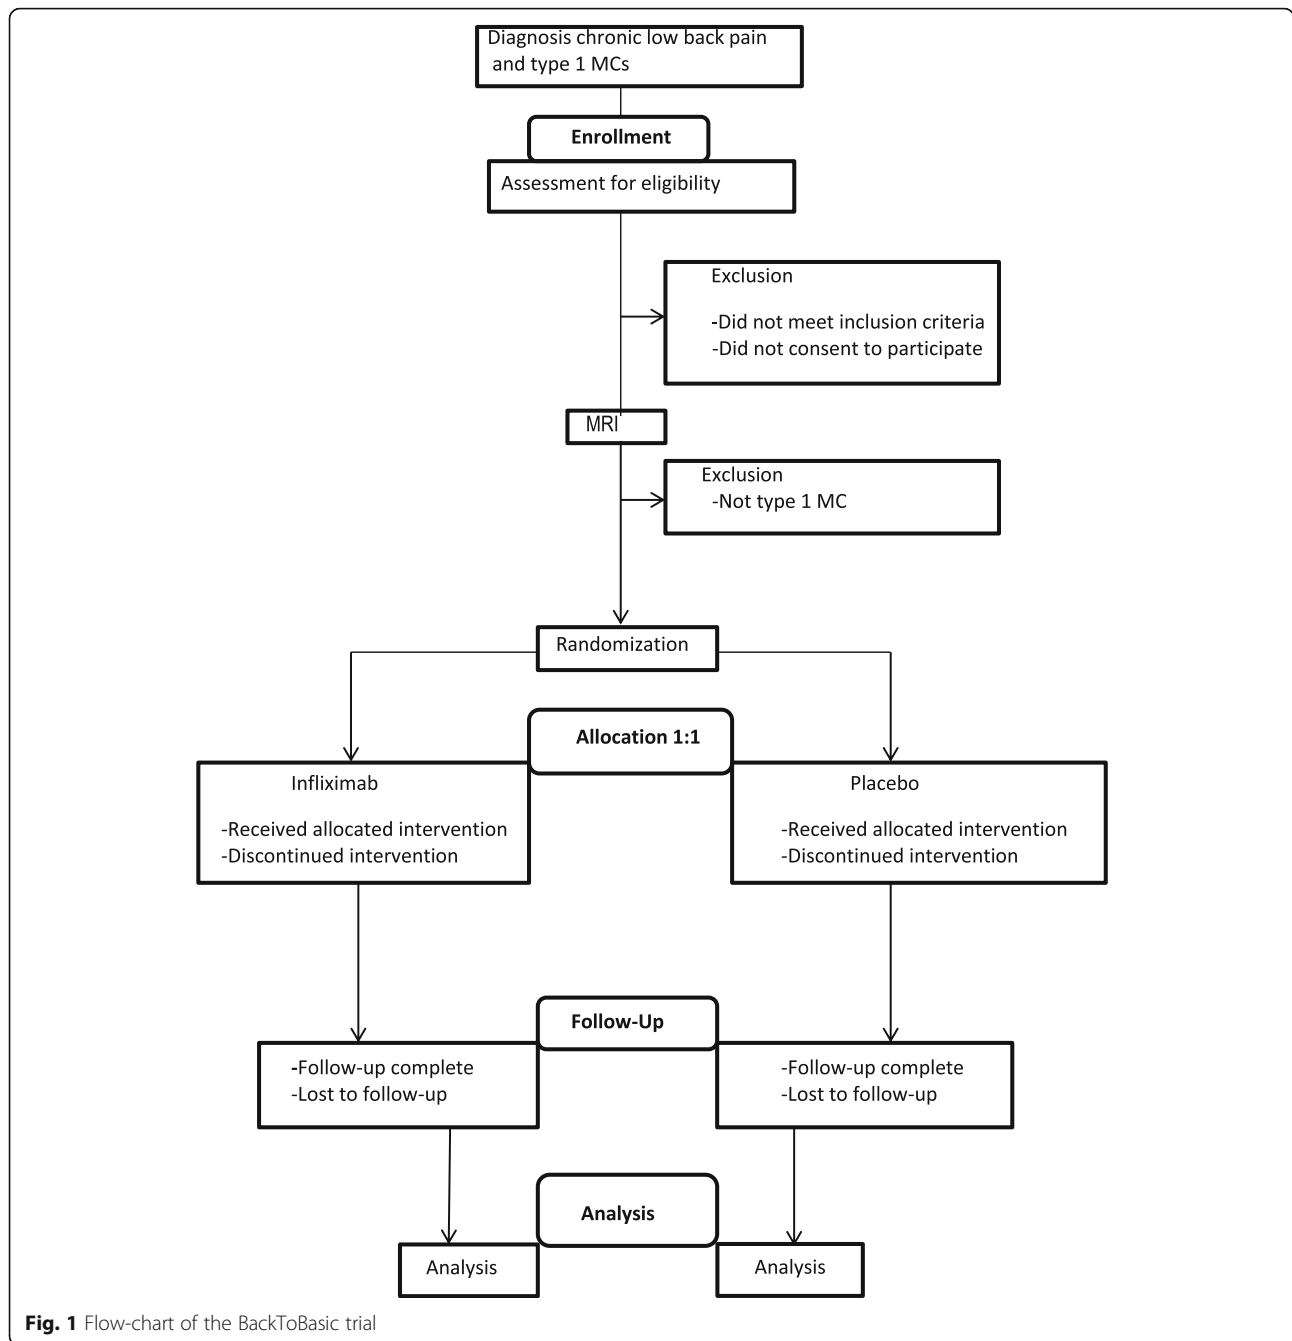 Diagnosis chronic low back pain
and type 1 MCs
Enrollment
Assessment for eligibility
Exclusion
-Did not meet inclusion criteria
-Did not consent to participate
MRI
Exclusion
-Not type 1 MC
Randomization
Allocation 1:1
Infliximab
-Received allocated intervention
-Discontinued intervention
Placebo
-Received allocated intervention
-Discontinued intervention
Follow-Up
-Follow-up complete
-Lost to follow-up
-Follow-up complete
-Lost to follow-up
Analysis
Analysis
Analysis
Fig. 1 Flow-chart of the BackToBasic trial